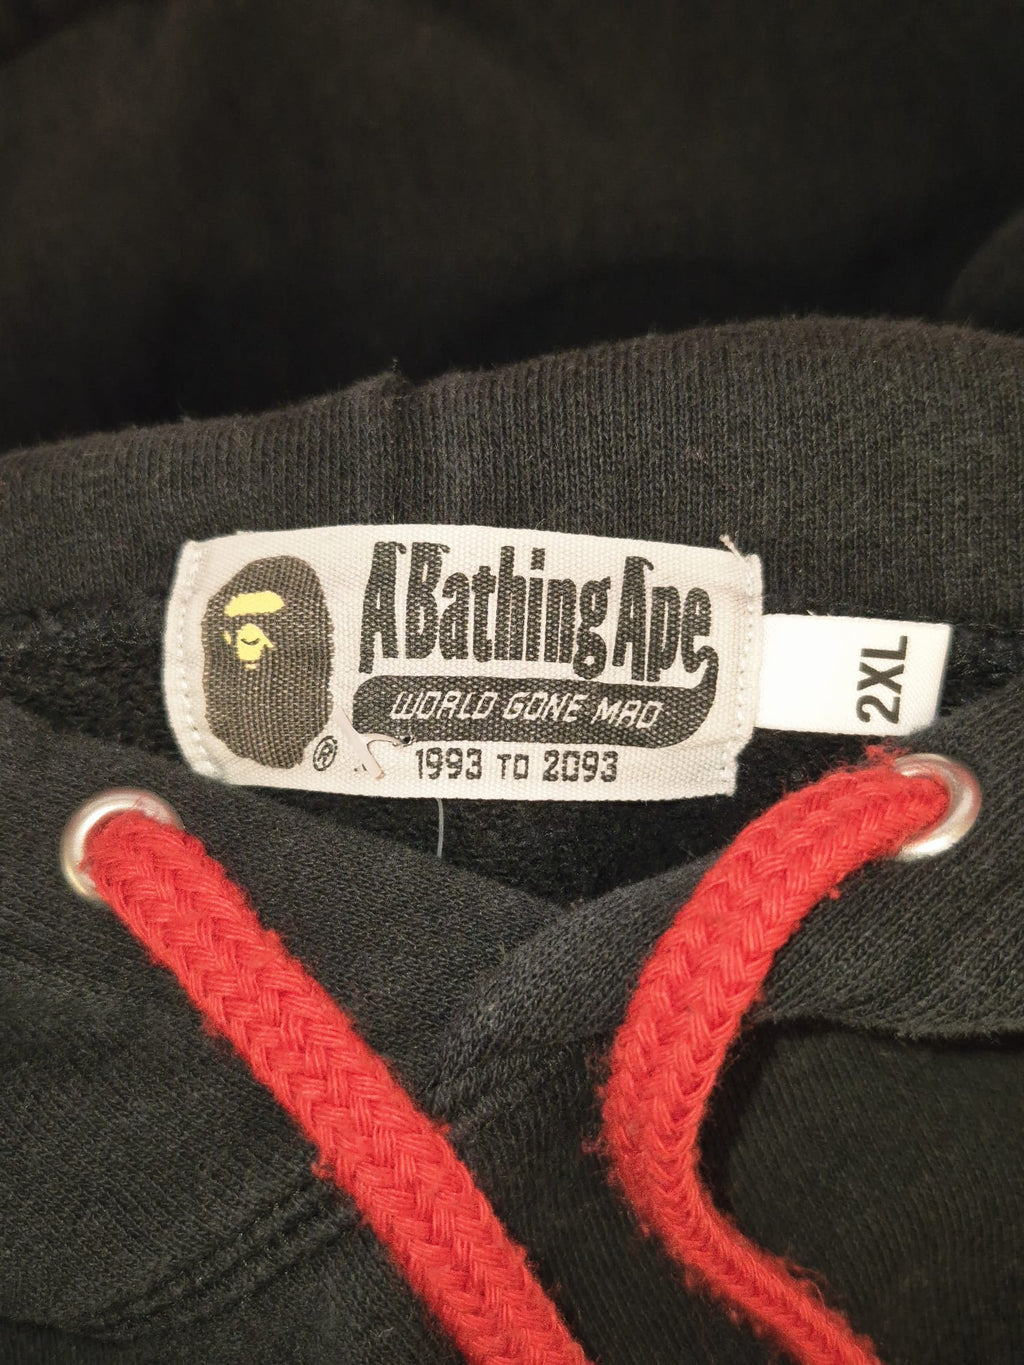 A Bathing Ape
WORLD GONE MAD
® 1993 TO 2093
2XL